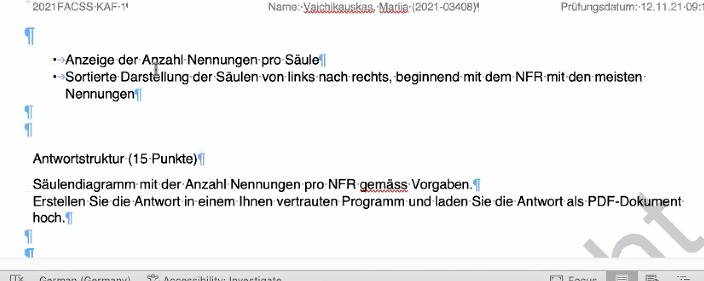 2021FACSS-KAF-1
Name: Vaichikauskas, Marija (2021-03408)
Prüfungsdatum: 12.11.21 09:1
Anzeige der Anzahl Nennungen pro Säule
Sortierte Darstellung der Säulen von links nach rechts, beginnend mit dem NFR mit den meisten
Nennungen
Antwortstruktur (15 Punkte)
Säulendiagramm mit der Anzahl Nennungen pro NFR gemäss Vorgaben.
Erstellen Sie die Antwort in einem Ihnen vertrauten Programm und laden Sie die Antwort als PDF-Dokument
hoch.
German (Germany)
Accessibility: Investigate
Focus